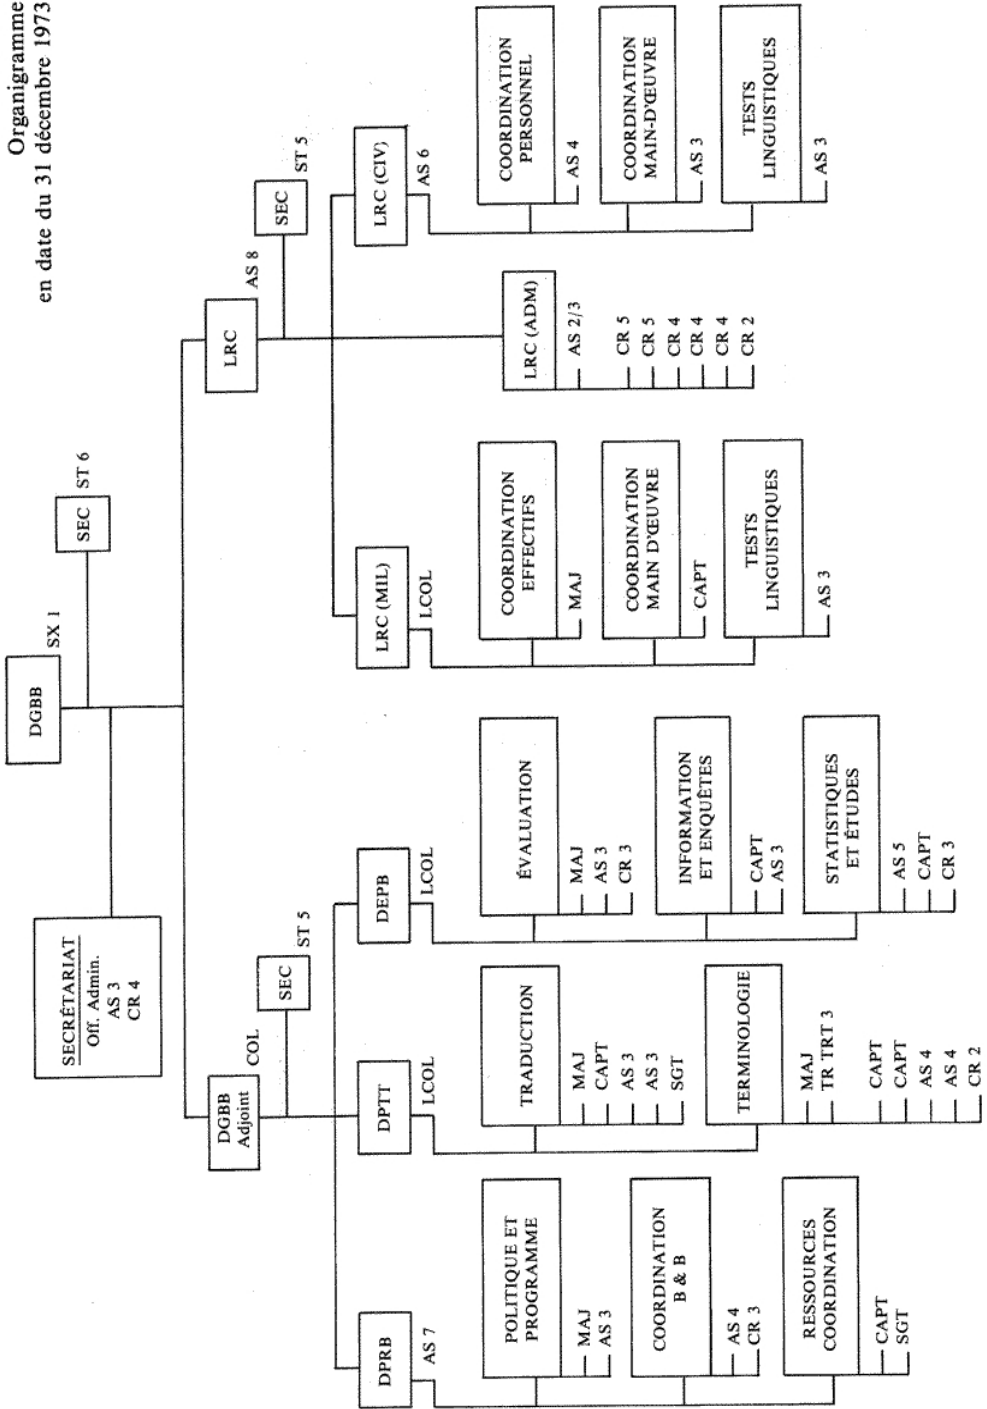 Organigramme
en date du 31 décembre 1973
DGBB
SX 1
SEC
ST 6
SECRÉTARIAT
Off. Admin.
AS 3
CR 4
DGBB
Adjoint
COL
SEC
ST 5
LRC
AS 8
SEC
ST 5
DPRB
AS 7
POLITIQUE ET
PROGRAMME
MAJ
AS 3
COORDINATION
B & B
AS 4
CR 3
RESSOURCES
COORDINATION
CAPT
SGT
DPTT
LCOL
TRADUCTION
MAJ
CAPT
AS 3
AS 3
SGT
TERMINOLOGIE
MAJ
TR TRT 3
CAPT
CAPT
AS 4
AS 4
CR 2
DEPB
LCOL
ÉVALUATION
MAJ
AS 3
CR 3
INFORMATION
ET ENQUÊTES
CAPT
AS 3
STATISTIQUES
ET ÉTUDES
AS 5
CAPT
CR 3
LRC (MIL)
LCOL
COORDINATION
EFFECTIFS
MAJ
COORDINATION
MAIN D'ŒUVRE
CAPT
TESTS
LINGUISTIQUES
AS 3
LRC (ADM)
AS 2/3
CR 5
CR 5
CR 4
CR 4
CR 4
CR 2
LRC (CIV)
AS 6
COORDINATION
PERSONNEL
AS 4
COORDINATION
MAIN-D'ŒUVRE
AS 3
TESTS
LINGUISTIQUES
AS 3